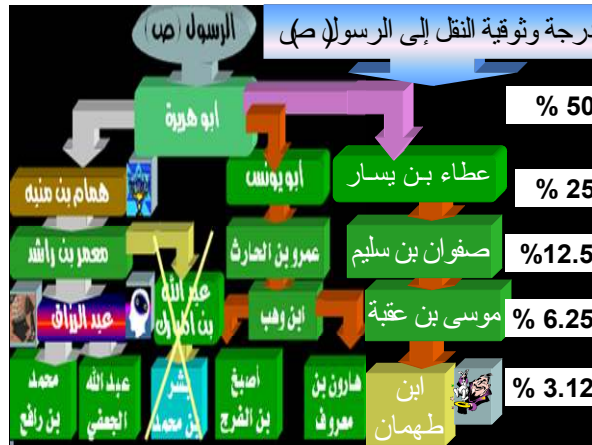 درجة وثوقية النقل إلى الرسول( ص)
الرسول (ص)
أبو هريرة
% 50
همام بن منبه
أبو يونس
عطاء بن يسار
% 25
معمر بن راشد
عمرو بن الحارث
صفوان بن سليم
%12.5
عبد الرزاق
عبد الله
بن المبارك
ابن وهب
موسى بن عقبة
% 6.25
محمد
بن رافع
عبد الله
الجعفي
بشر
بن محمد
أصبغ
بن الفرج
هارون بن
معروف
ابن
طهمان
% 3.12